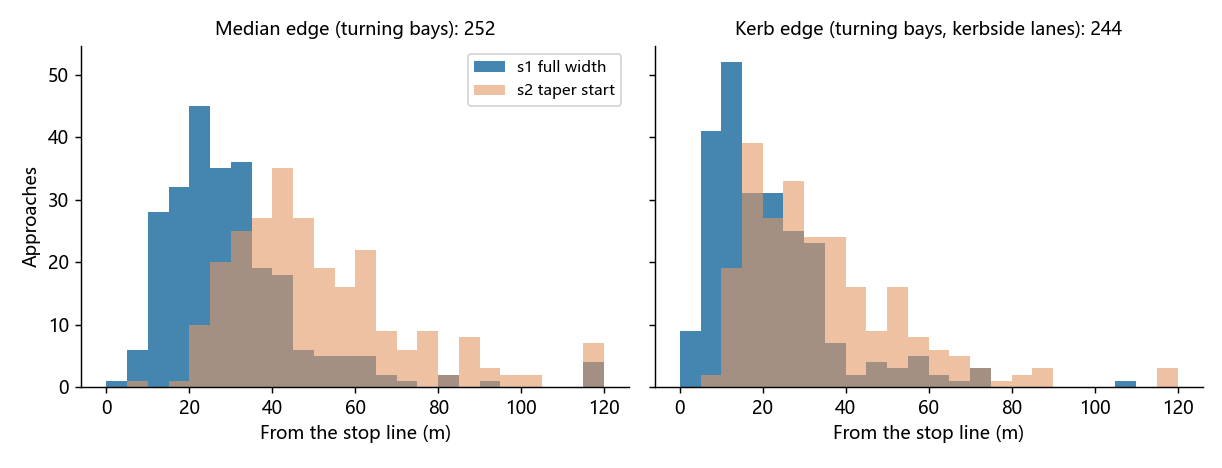 Median edge (turning bays): 252
s1 full width
s2 taper start
Approaches
50
40
30
20
10
0
0 20 40 60 80 100 120
From the stop line (m)
Kerb edge (turning bays, kerbside lanes): 244
0 20 40 60 80 100 120
From the stop line (m)